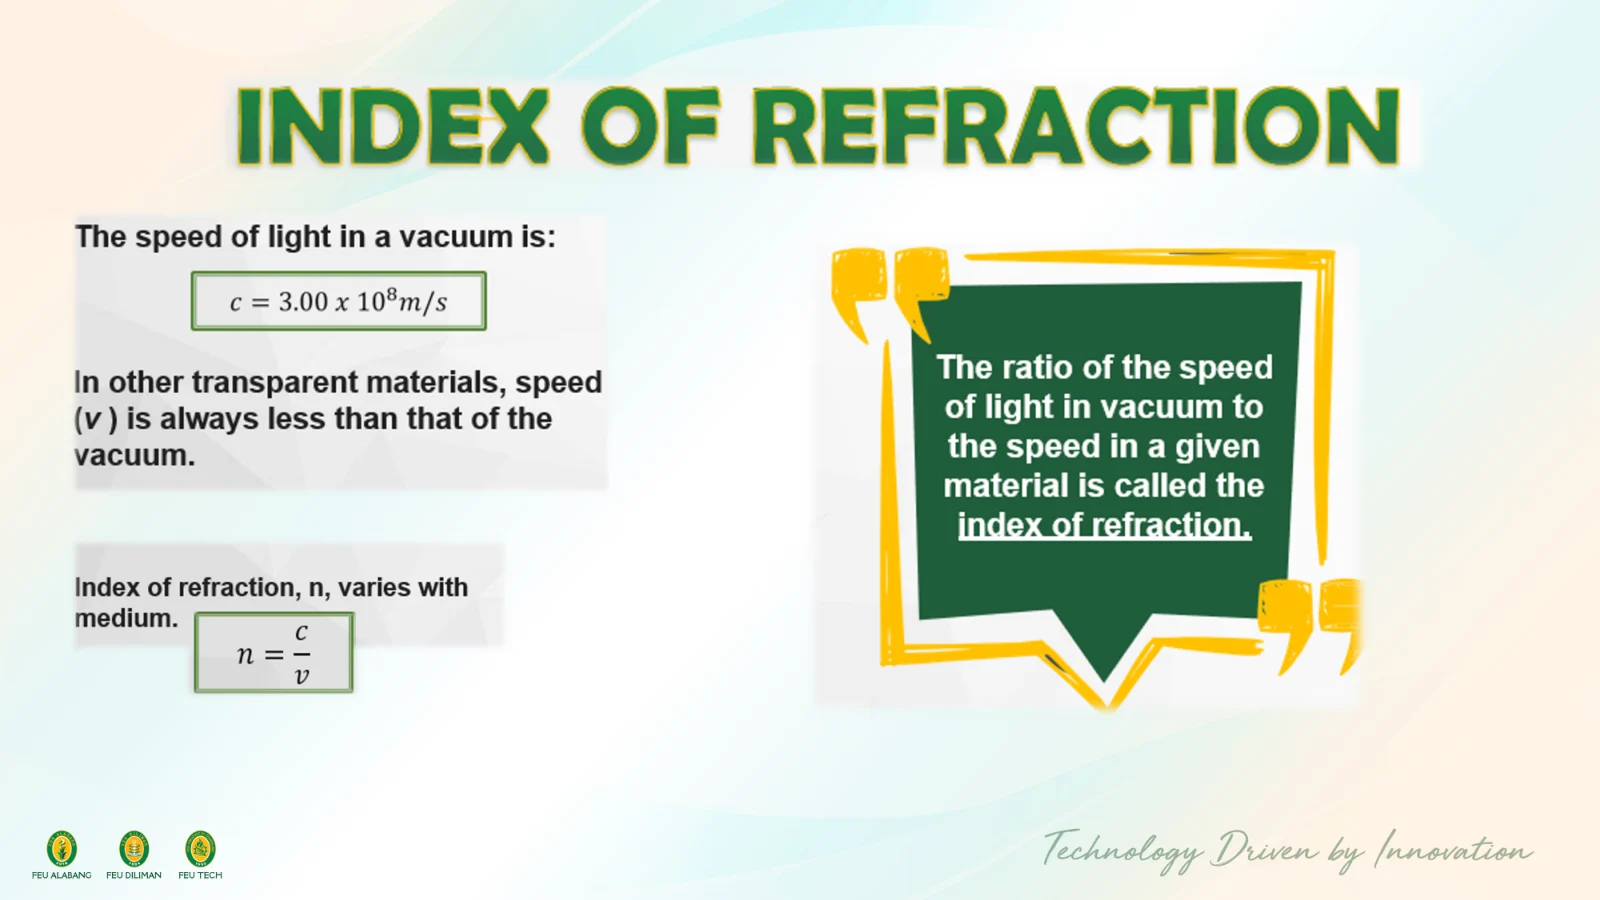 INDEX OF REFRACTION
The speed of light in a vacuum is:
c = 3.00 x 10⁸m/s
In other transparent materials, speed
(v ) is always less than that of the
vacuum.
Index of refraction, n, varies with
medium.
n = c/v
The ratio of the speed
of light in vacuum to
the speed in a given
material is called the
index of refraction.
FEU ALABANG FEU DILIMAN FEU TECH
Technology Driven by Innovation